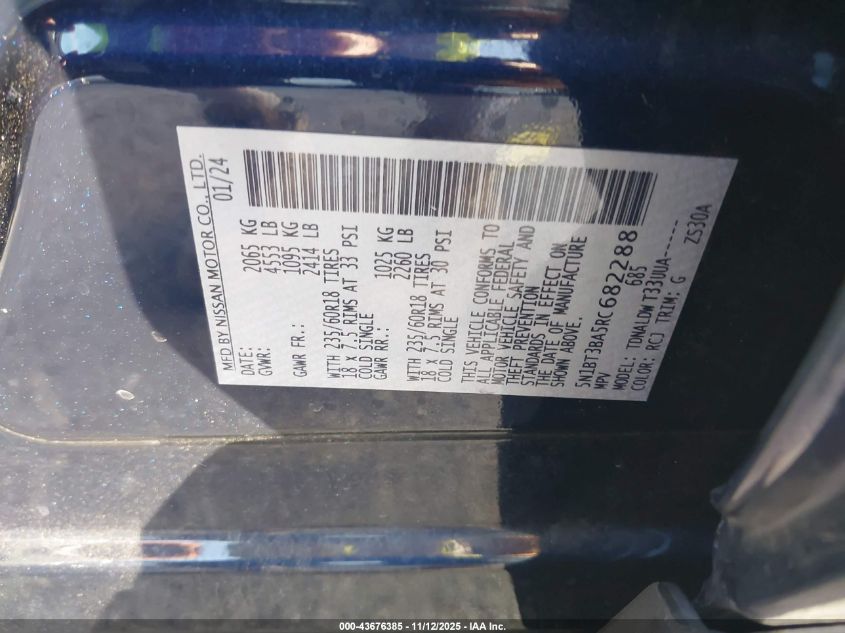 MFD BY NISSAN MOTOR CO., LTD.
DATE: 01/24
GVWR: 2065 KG
4553 LB
GAWR FR.: 1095 KG
2414 LB
WITH 235/60R18 TIRES
18 X 7.5 RIMS AT 33 PSI
COLD SINGLE
GAWR RR.: 1025 KG
2260 LB
WITH 235/60R18 TIRES
18 X 7.5 RIMS AT 30 PSI
COLD SINGLE
THIS VEHICLE CONFORMS TO
ALL APPLICABLE FEDERAL
MOTOR VEHICLE SAFETY AND
THEFT PREVENTION
STANDARDS IN EFFECT ON
THE DATE OF MANUFACTURE
SHOWN ABOVE.
5N1BT3BA5RC682288
MPV 685
MODEL: TDNALDW T33UUA-----
COLOR: RCJ TRIM: G ZS30A
000-43676385 - 11/12/2025 - IAA Inc.